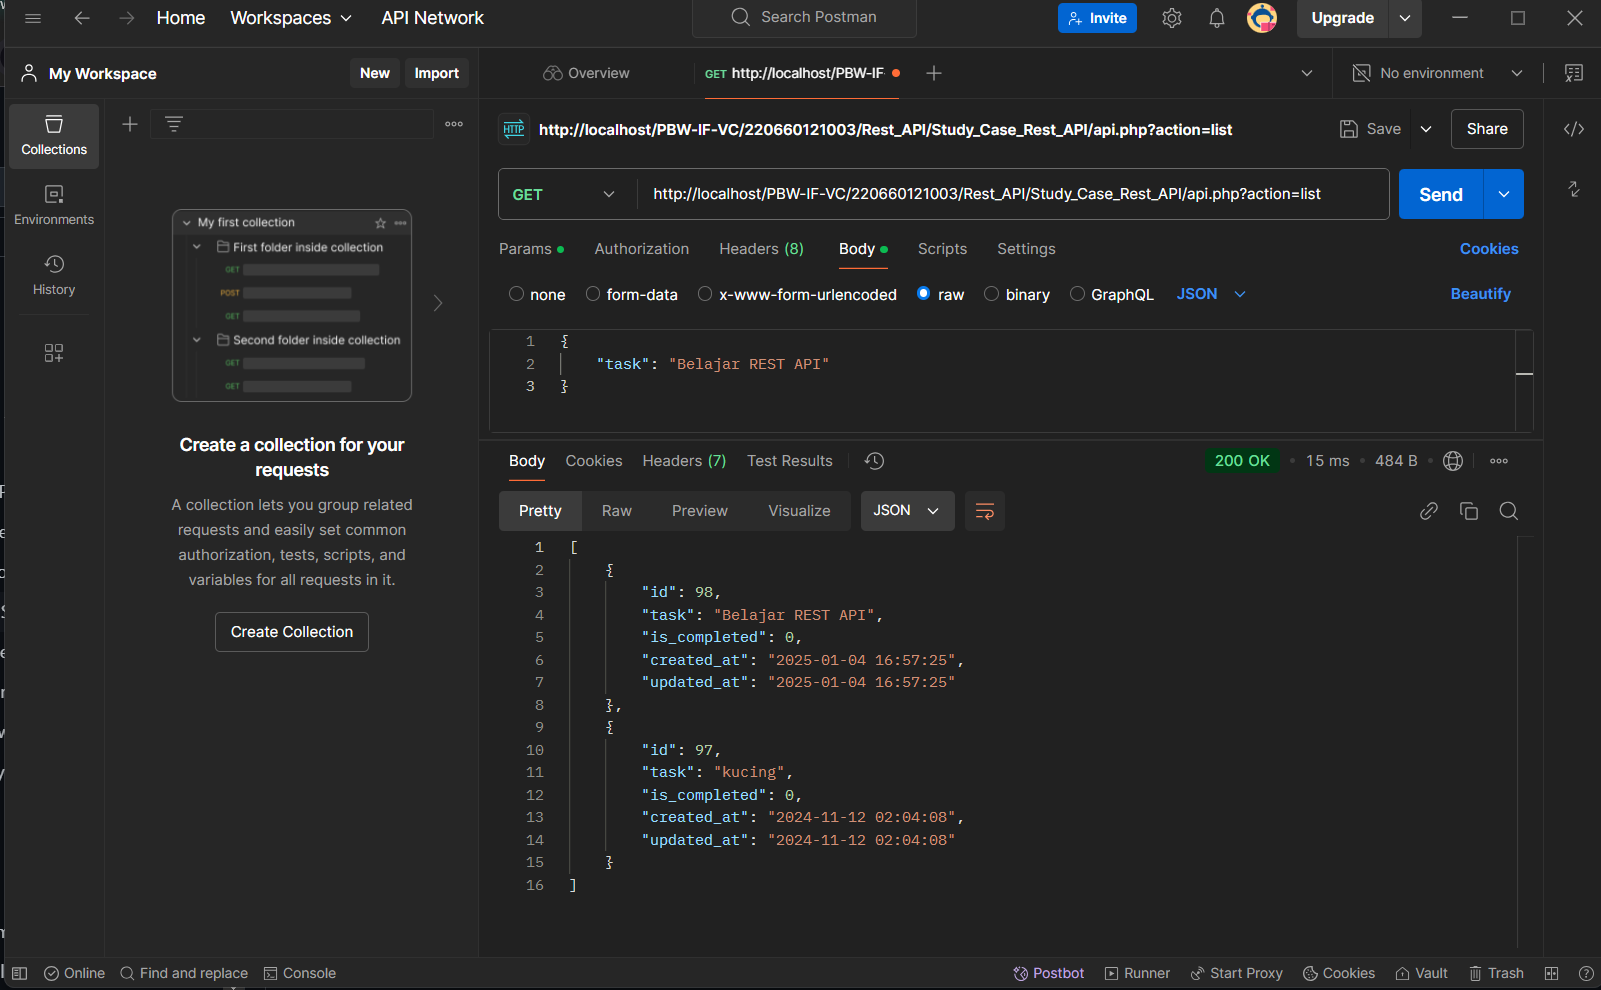 Home Workspaces API Network Search Postman Invite Upgrade
My Workspace New Import Overview GET http://localhost/PBW-IF- No environment
Collections
Environments
History
My first collection
First folder inside collection
GET
POST
GET
Second folder inside collection
GET
GET
Create a collection for your
requests
A collection lets you group related
requests and easily set common
authorization, tests, scripts, and
variables for all requests in it.
Create Collection
HTTP http://localhost/PBW-IF-VC/220660121003/Rest_API/Study_Case_Rest_API/api.php?action=list Save Share
GET http://localhost/PBW-IF-VC/220660121003/Rest_API/Study_Case_Rest_API/api.php?action=list Send
Params Authorization Headers (8) Body Scripts Settings Cookies
none form-data x-www-form-urlencoded raw binary GraphQL JSON Beautify
1 {
2 "task": "Belajar REST API"
3 }
Body Cookies Headers (7) Test Results 200 OK • 15 ms • 484 B •
Pretty Raw Preview Visualize JSON
1 [
2 {
3 "id": 98,
4 "task": "Belajar REST API",
5 "is_completed": 0,
6 "created_at": "2025-01-04 16:57:25",
7 "updated_at": "2025-01-04 16:57:25"
8 },
9 {
10 "id": 97,
11 "task": "kucing",
12 "is_completed": 0,
13 "created_at": "2024-11-12 02:04:08",
14 "updated_at": "2024-11-12 02:04:08"
15 }
16 ]
Online Find and replace Console Postbot Runner Start Proxy Cookies Vault Trash